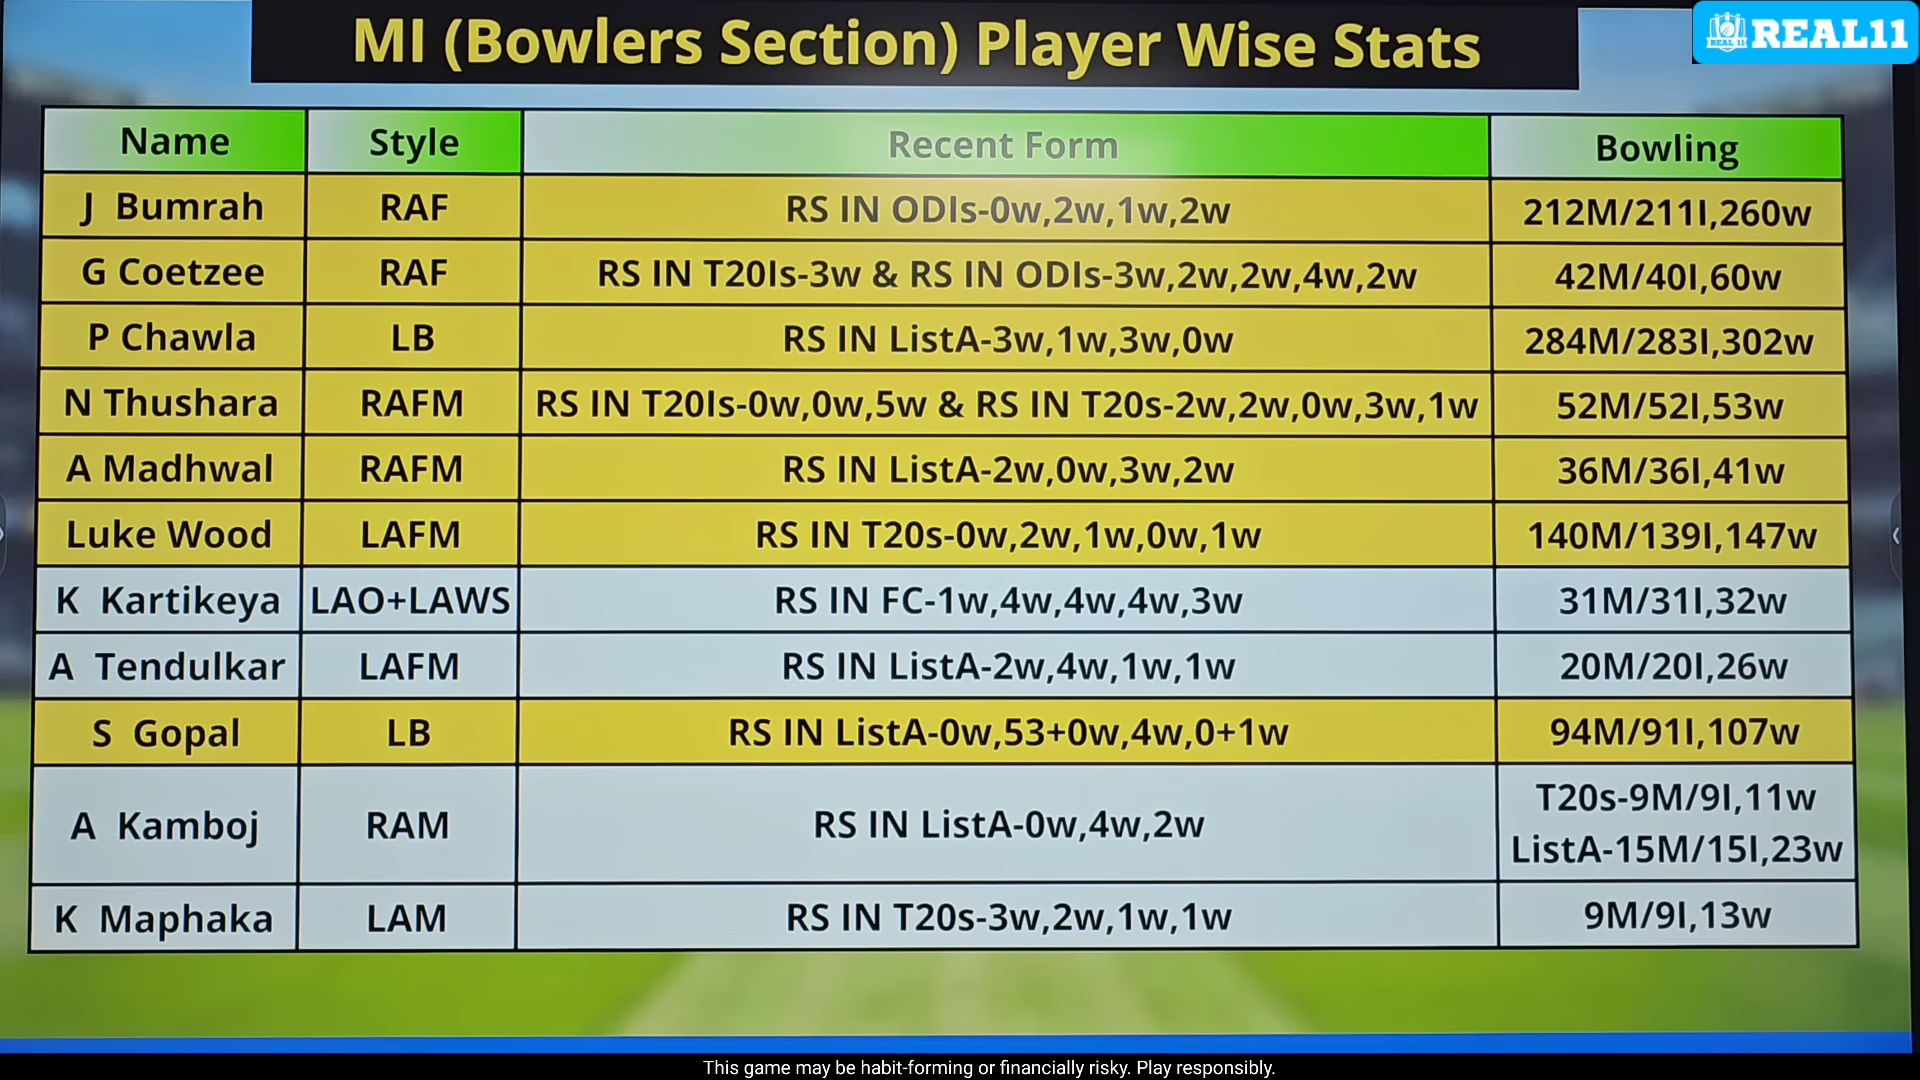 MI (Bowlers Section) Player Wise Stats
REAL 11
REAL11
Name Style Recent Form Bowling
J Bumrah RAF RS IN ODIs-0w,2w,1w,2w 212M/211I,260w
G Coetzee RAF RS IN T20Is-3w & RS IN ODIs-3w,2w,2w,4w,2w 42M/40I,60w
P Chawla LB RS IN ListA-3w,1w,3w,0w 284M/283I,302w
N Thushara RAFM RS IN T20Is-0w,0w,5w & RS IN T20s-2w,2w,0w,3w,1w 52M/52I,53w
A Madhwal RAFM RS IN ListA-2w,0w,3w,2w 36M/36I,41w
Luke Wood LAFM RS IN T20s-0w,2w,1w,0w,1w 140M/139I,147w
K Kartikeya LAO+LAWS RS IN FC-1w,4w,4w,4w,3w 31M/31I,32w
A Tendulkar LAFM RS IN ListA-2w,4w,1w,1w 20M/20I,26w
S Gopal LB RS IN ListA-0w,53+0w,4w,0+1w 94M/91I,107w
A Kamboj RAM RS IN ListA-0w,4w,2w T20s-9M/9I,11w
ListA-15M/15I,23w
K Maphaka LAM RS IN T20s-3w,2w,1w,1w 9M/9I,13w
This game may be habit-forming or financially risky. Play responsibly.